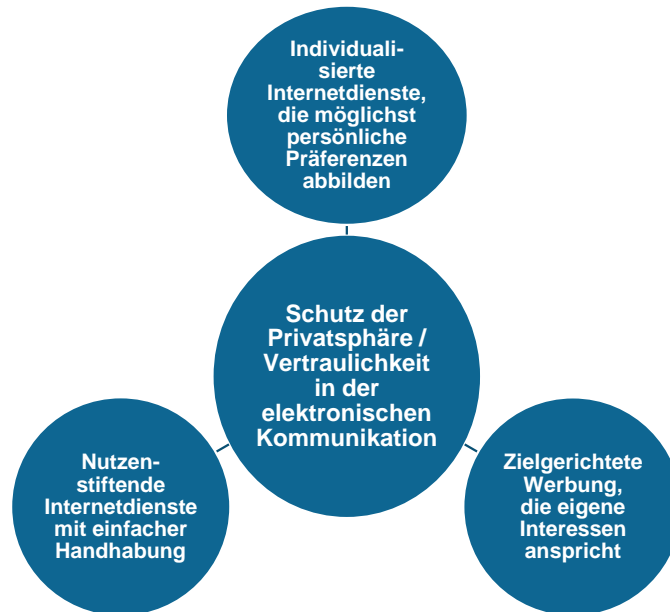 Individuali-
sierte
Internetdienste,
die möglichst
persönliche
Präferenzen
abbilden
Schutz der
Privatsphäre /
Vertraulichkeit
in der
elektronischen
Kommunikation
Nutzen-
stiftende
Internetdienste
mit einfacher
Handhabung
Zielgerichtete
Werbung,
die eigene
Interessen
anspricht